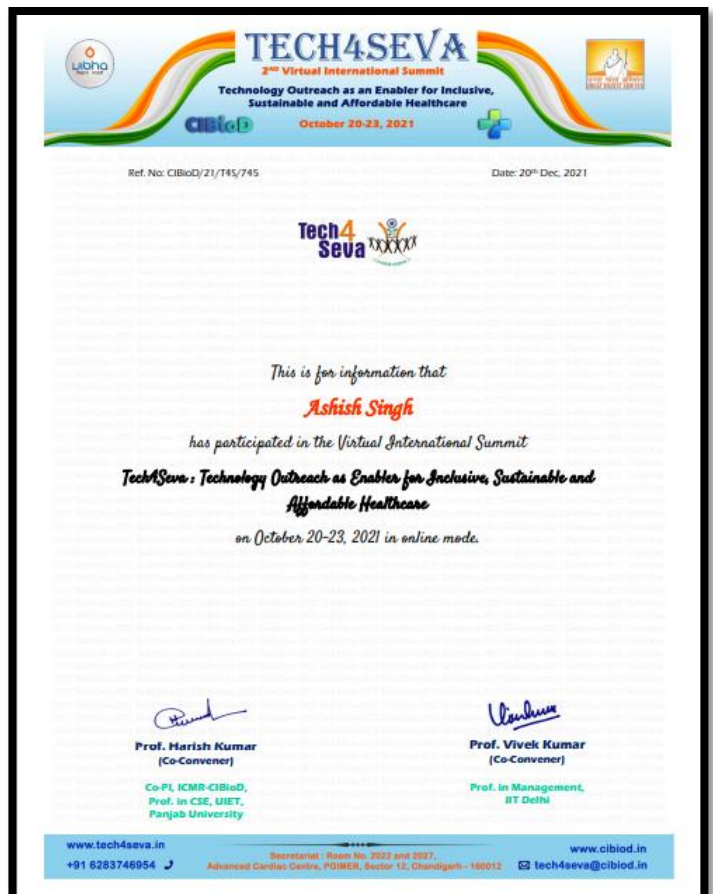 TECH4SEVA
2ND Virtual International Summit
Technology Outreach as an Enabler for Inclusive,
Sustainable and Affordable Healthcare
October 20-23, 2021
CIBioD
Ref. No: CIBioD/21/T4S/745
Date: 20th Dec, 2021
Tech4
Seva
This is for information that
Ashish Singh
has participated in the Virtual International Summit
Tech4Seva : Technology Outreach as Enabler for Inclusive, Sustainable and
Affordable Healthcare
on October 20-23, 2021 in online mode.
Prof. Harish Kumar
(Co-Convener)
Co-PI, ICMR-CIBioD,
Prof. in CSE, UIET,
Panjab University
Prof. Vivek Kumar
(Co-Convener)
Prof. in Management,
IIT Delhi
www.tech4seva.in
+91 6283746954
Secretariat : Room No. 2022 and 2027,
Advanced Cardiac Centre, PGIMER, Sector 12, Chandigarh - 160012
www.cibiod.in
tech4seva@cibiod.in